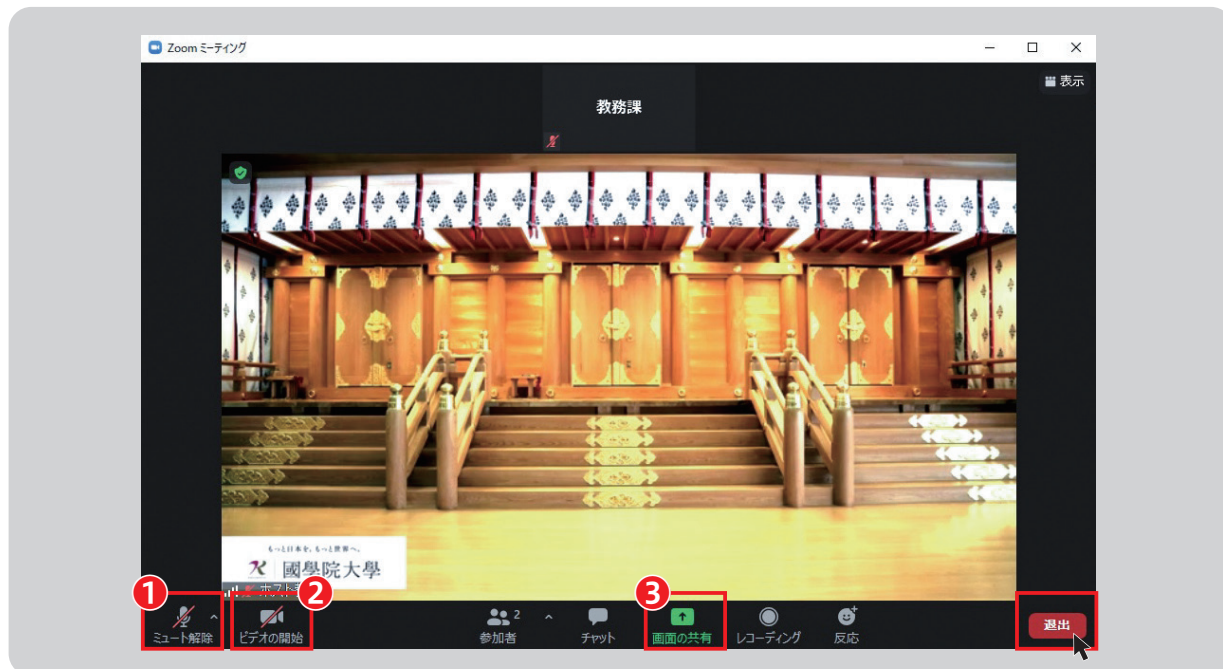 Zoom ミーティング
表示
教務課
もっと日本を。もっと世界へ。
國學院大學
1
2
3
ミュート解除
ビデオの開始
参加者
2
チャット
画面の共有
レコーディング
反応
退出